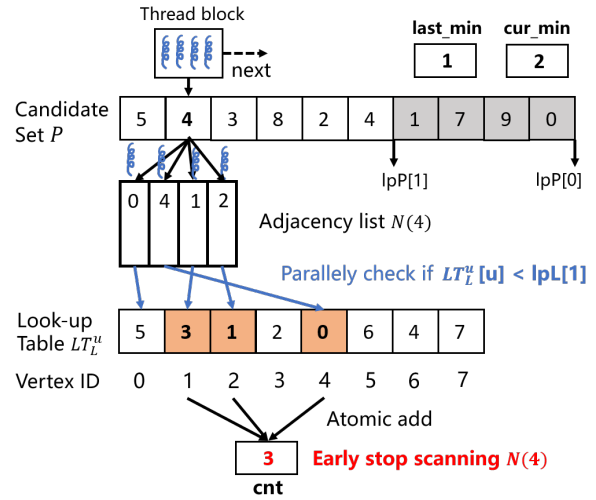 Thread block
next
last_min cur_min
1 2
Candidate Set P
5 4 3 8 2 4 1 7 9 0
lpP[1] lpP[0]
0 4 1 2
Adjacency list N(4)
Parallely check if LT_L^u[u] < lpL[1]
Look-up
Table LT_L^u
5 3 1 2 0 6 4 7
Vertex ID 0 1 2 3 4 5 6 7
Atomic add
3 Early stop scanning N(4)
cnt